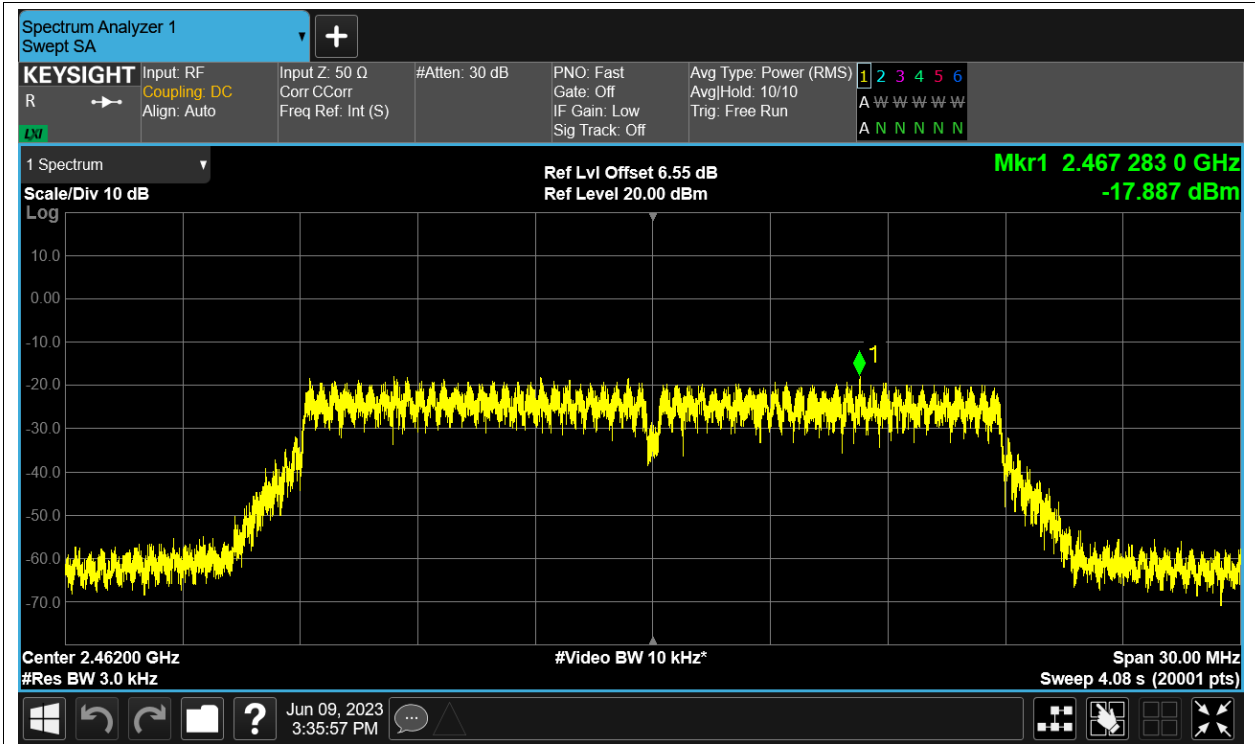 Spectrum Analyzer 1
Swept SA
KEYSIGHT
R
LXI
Input: RF
Coupling: DC
Align: Auto
Input Z: 50 Ω
Corr CCorr
Freq Ref: Int (S)
#Atten: 30 dB
PNO: Fast
Gate: Off
IF Gain: Low
Sig Track: Off
Avg Type: Power (RMS)
Avg|Hold: 10/10
Trig: Free Run
1 2 3 4 5 6
A W W W W W
A N N N N N
1 Spectrum
Scale/Div 10 dB
Log
Ref Lvl Offset 6.55 dB
Ref Level 20.00 dBm
Mkr1 2.467 283 0 GHz
-17.887 dBm
10.0
0.00
-10.0
1
-20.0
-30.0
-40.0
-50.0
-60.0
-70.0
Center 2.46200 GHz
#Res BW 3.0 kHz
#Video BW 10 kHz*
Span 30.00 MHz
Sweep 4.08 s (20001 pts)
?
Jun 09, 2023
3:35:57 PM